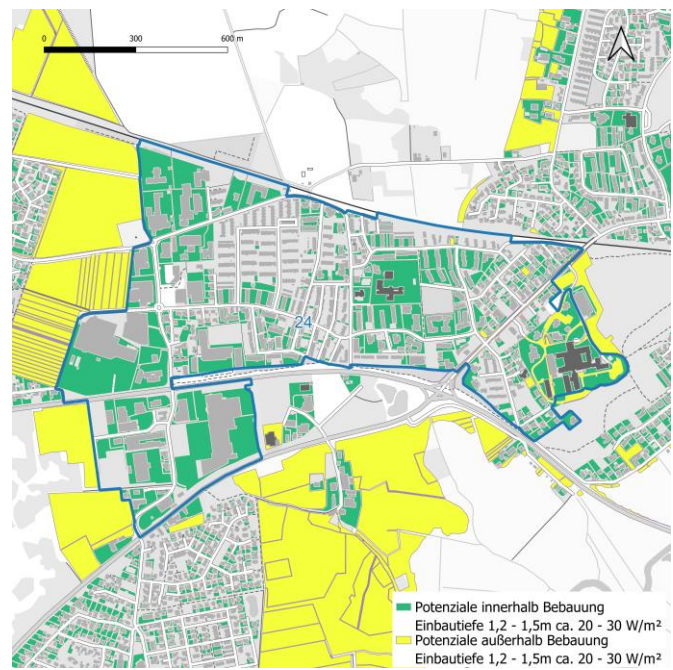 0 300 600 m
24
Potenziale innerhalb Bebauung
Einbautiefe 1,2 - 1,5m ca. 20 - 30 W/m²
Potenziale außerhalb Bebauung
Einbautiefe 1,2 - 1,5m ca. 20 - 30 W/m²